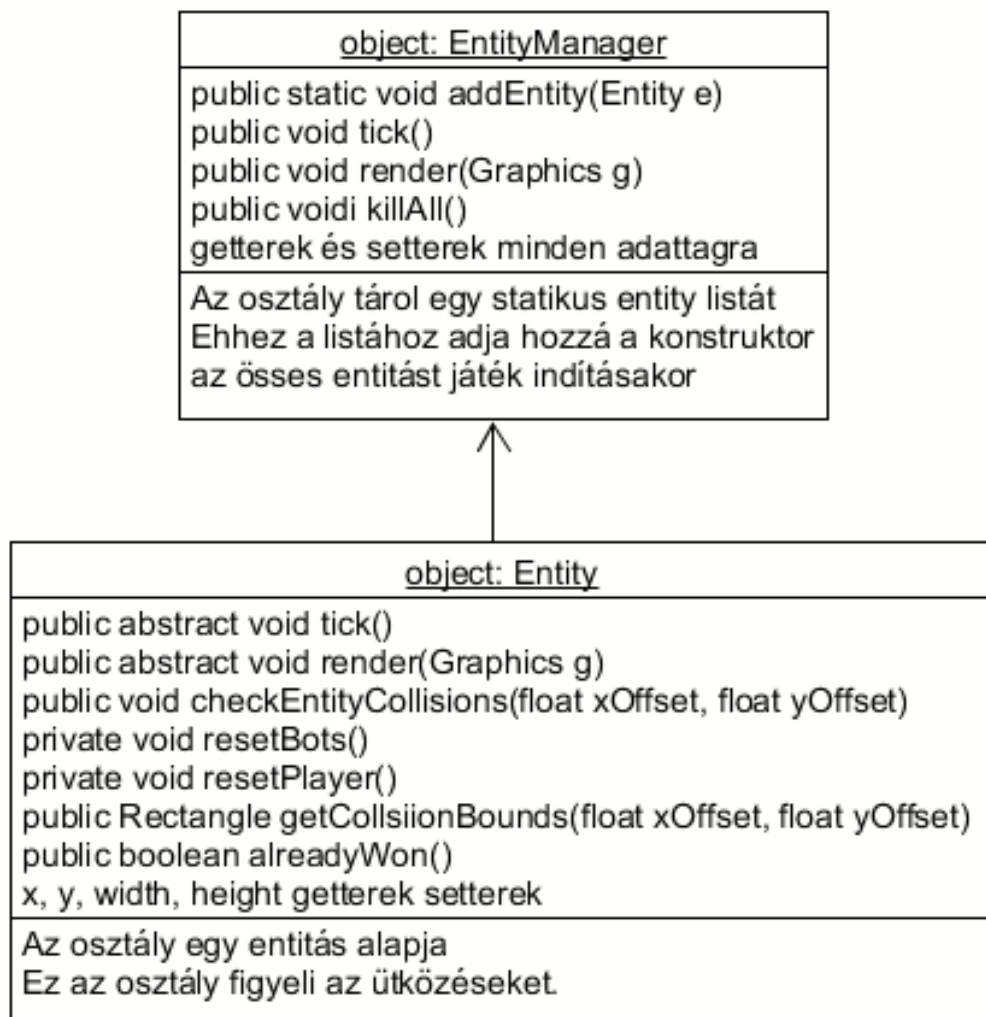 object: EntityManager
public static void addEntity(Entity e)
public void tick()
public void render(Graphics g)
public voidi killAll()
getterek és setterek minden adattagra
Az osztály tárol egy statikus entity listát
Ehhez a listához adja hozzá a konstruktor
az össes entitást játék indításakor
object: Entity
public abstract void tick()
public abstract void render(Graphics g)
public void checkEntityCollisions(float xOffset, float yOffset)
private void resetBots()
private void resetPlayer()
public Rectangle getCollsiionBounds(float xOffset, float yOffset)
public boolean alreadyWon()
x, y, width, height getterek setterek
Az osztály egy entitás alapja
Ez az osztály figyeli az ütközéseket.